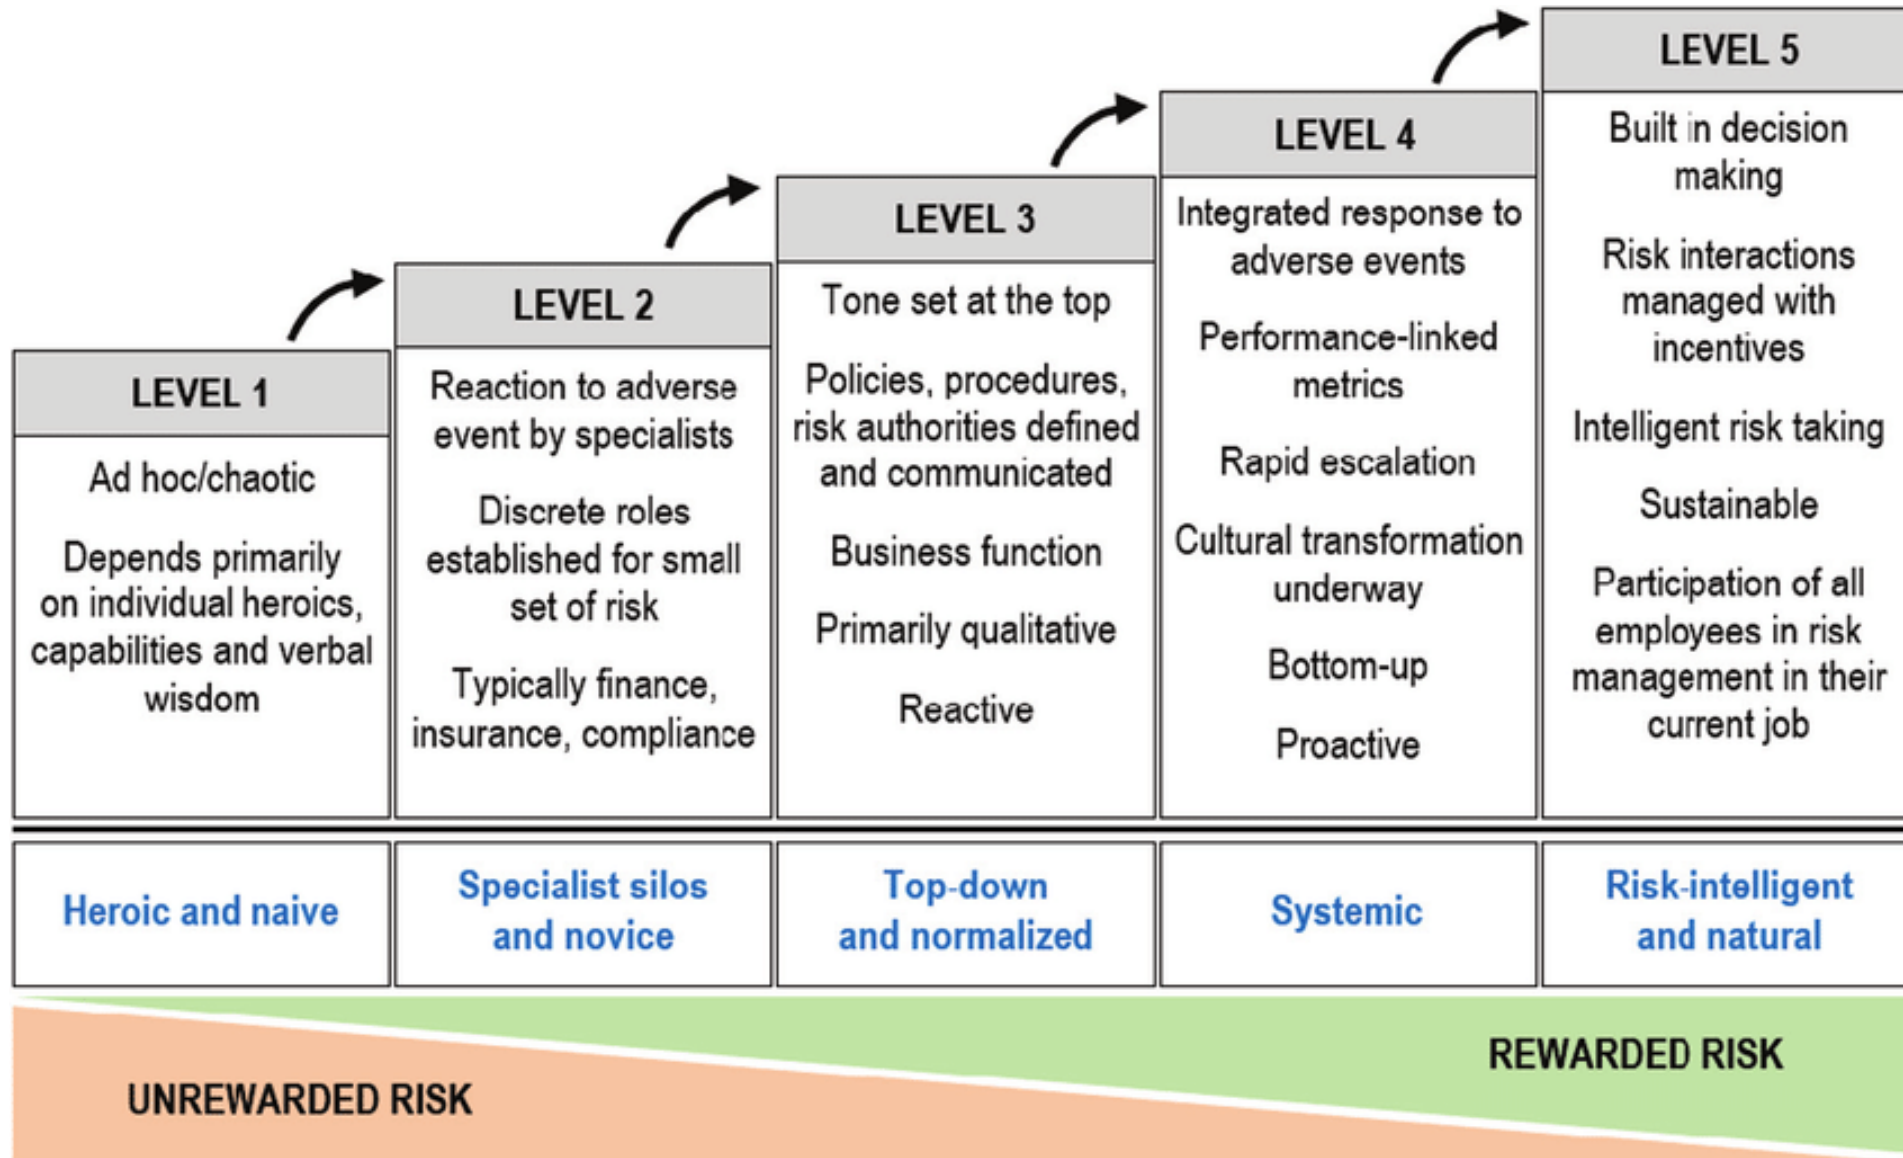 LEVEL 1
Ad hoc/chaotic
Depends primarily
on individual heroics,
capabilities and verbal
wisdom
LEVEL 2
Reaction to adverse
event by specialists
Discrete roles
established for small
set of risk
Typically finance,
insurance, compliance
LEVEL 3
Tone set at the top
Policies, procedures,
risk authorities defined
and communicated
Business function
Primarily qualitative
Reactive
LEVEL 4
Integrated response to
adverse events
Performance-linked
metrics
Rapid escalation
Cultural transformation
underway
Bottom-up
Proactive
LEVEL 5
Built in decision
making
Risk interactions
managed with
incentives
Intelligent risk taking
Sustainable
Participation of all
employees in risk
management in their
current job
Heroic and naive
Specialist silos
and novice
Top-down
and normalized
Systemic
Risk-intelligent
and natural
UNREWARDED RISK
REWARDED RISK